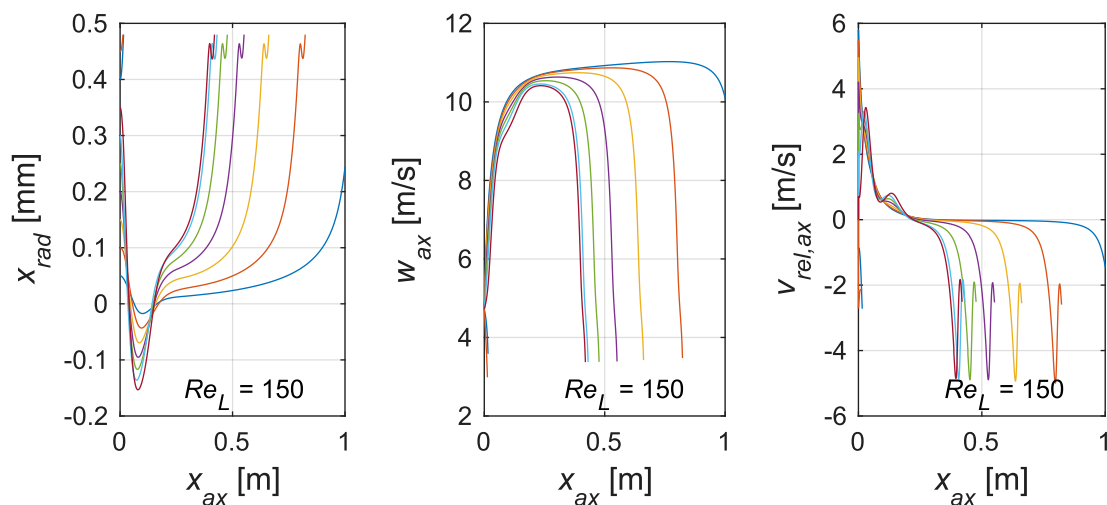 0.5
0.4
0.3
0.2
0.1
0
-0.1
-0.2
x_rad [mm]
Re_L = 150
0 0.5 1
x_ax [m]
12
10
8
6
4
2
w_ax [m/s]
Re_L = 150
0 0.5 1
x_ax [m]
6
4
2
0
-2
-4
-6
v_rel,ax [m/s]
Re_L = 150
0 0.5 1
x_ax [m]